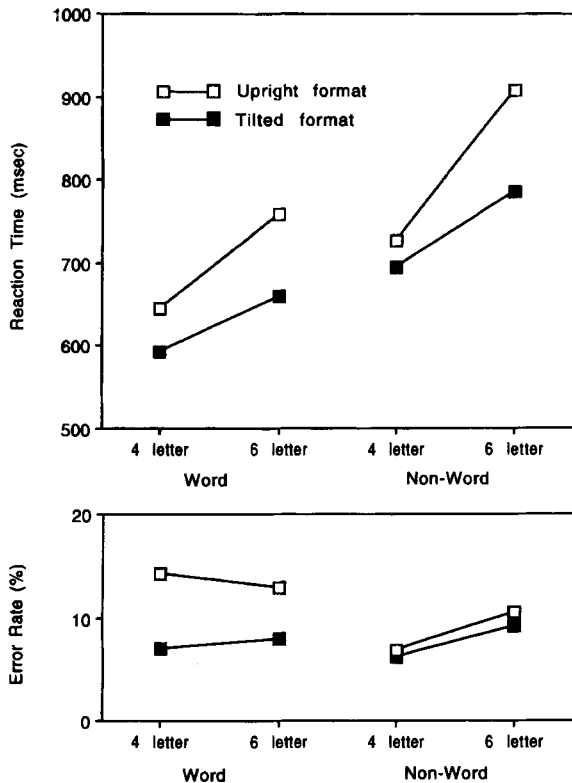 1000
Upright format
900
Tilted format
800
Reaction Time (msec)
700
600
500
4 letter 6 letter 4 letter 6 letter
Word Non-Word
20
Error Rate (%)
10
0
4 letter 6 letter 4 letter 6 letter
Word Non-Word